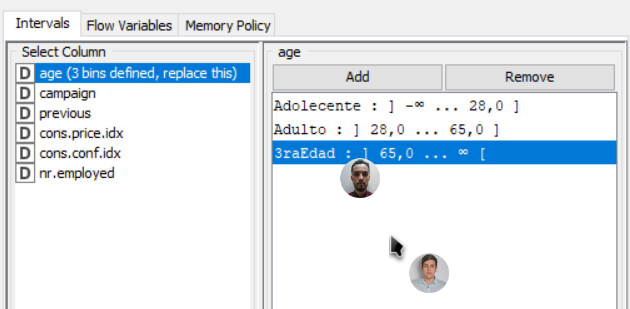 Intervals Flow Variables Memory Policy
Select Column
D age (3 bins defined, replace this)
D campaign
D previous
D cons.price.idx
D cons.conf.idx
D nr.employed
age
Add Remove
Adolecente : ] -∞ ... 28,0 ]
Adulto : ] 28,0 ... 65,0 ]
3raEdad : ] 65,0 ... ∞ [